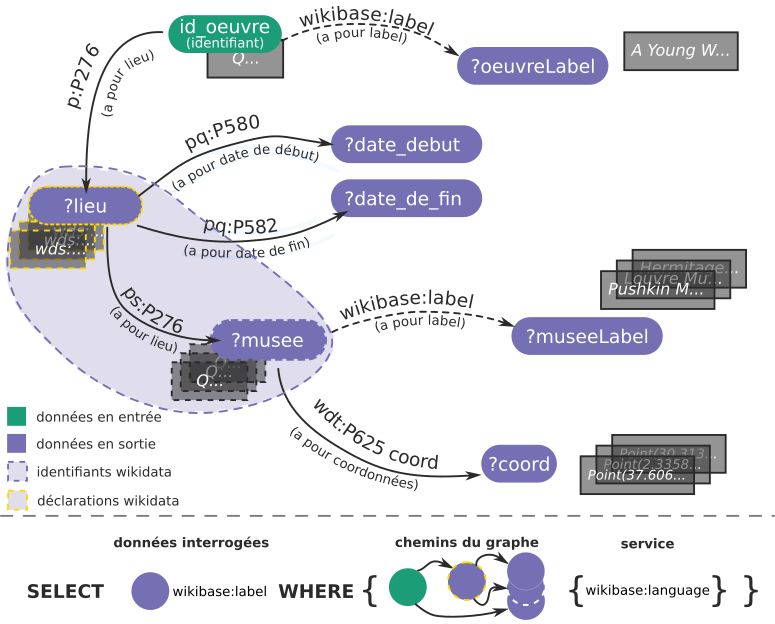 id_oeuvre
(identifiant)
Q...
wikibase:label
(a pour label)
?oeuvreLabel
A Young W...
p:P276
(a pour lieu)
pq:P580
(a pour date de début)
?date_debut
?lieu
wds:...
wds:....
pq:P582
(a pour date de fin)
?date_de_fin
ps:P276
(a pour lieu)
?musee
Q...
Q...
Q...
wikibase:label
(a pour label)
?museeLabel
Hermitage...
Louvre Mu...
Pushkin M...
wdt:P625 coord
(a pour coordonnées)
?coord
Point(30.313...
Point(2.3358...
Point(37.606...
données en entrée
données en sortie
identifiants wikidata
déclarations wikidata
données interrogées
chemins du graphe
service
SELECT wikibase:label WHERE { {wikibase:language} }